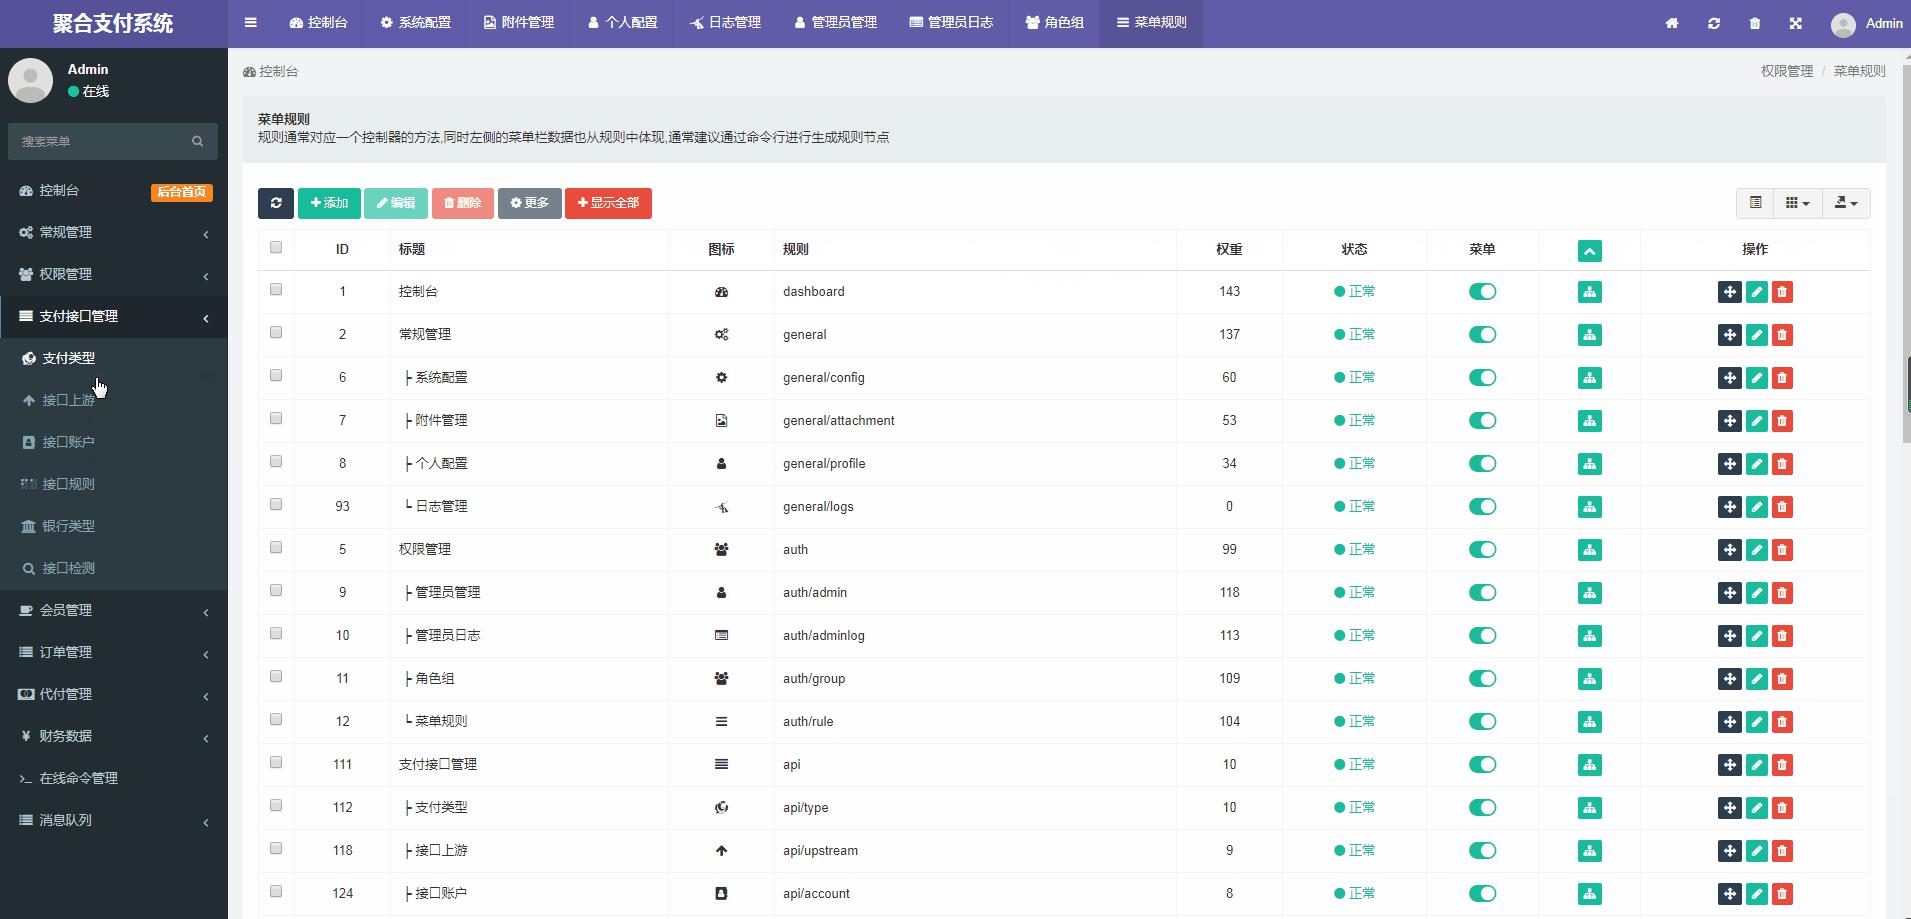 聚合支付系统
控制台 系统配置 附件管理 个人配置 日志管理 管理员管理 管理员日志 角色组 菜单规则 Admin
Admin
在线
搜索菜单
控制台 后台首页
常规管理
权限管理
支付接口管理
支付类型
接口上游
接口账户
接口规则
银行类型
接口检测
会员管理
订单管理
代付管理
财务数据
在线命令管理
消息队列
控制台 权限管理 / 菜单规则
菜单规则
规则通常对应一个控制器的方法,同时左侧的菜单栏数据也从规则中体现,通常建议通过命令行进行生成规则节点
添加 编辑 删除 更多 显示全部
ID 标题 图标 规则 权重 状态 菜单 操作
1 控制台 dashboard 143 正常
2 常规管理 general 137 正常
6 ├ 系统配置 general/config 60 正常
7 ├ 附件管理 general/attachment 53 正常
8 ├ 个人配置 general/profile 34 正常
93 └ 日志管理 general/logs 0 正常
5 权限管理 auth 99 正常
9 ├ 管理员管理 auth/admin 118 正常
10 ├ 管理员日志 auth/adminlog 113 正常
11 ├ 角色组 auth/group 109 正常
12 └ 菜单规则 auth/rule 104 正常
111 支付接口管理 api 10 正常
112 ├ 支付类型 api/type 10 正常
118 ├ 接口上游 api/upstream 9 正常
124 ├ 接口账户 api/account 8 正常